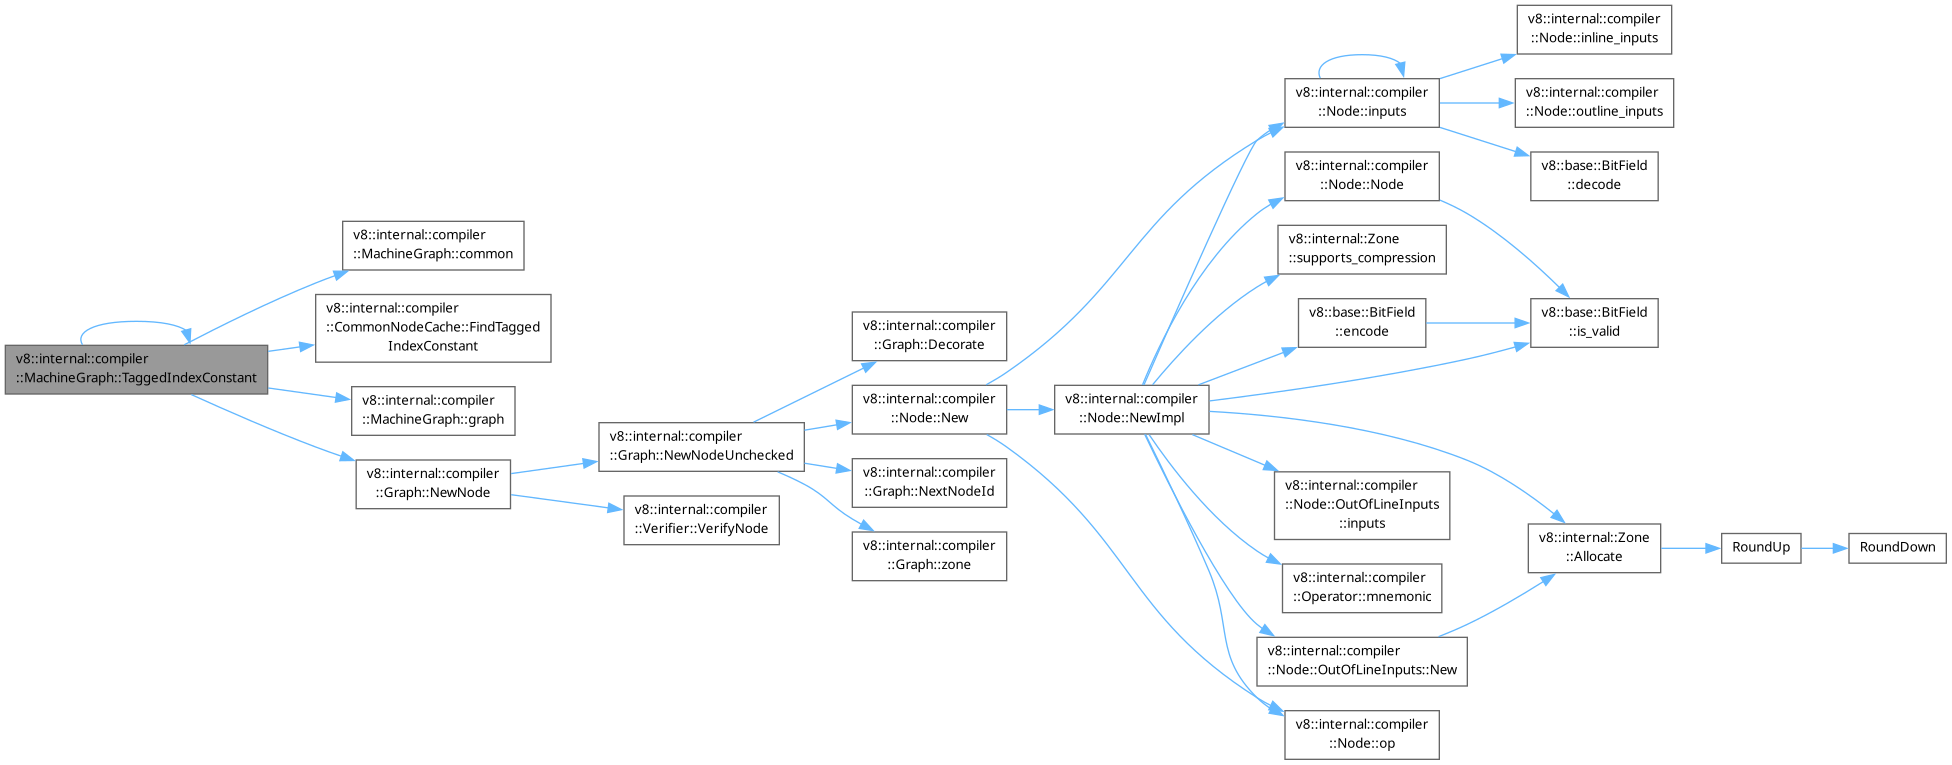 v8::internal::compiler
::MachineGraph::TaggedIndexConstant
v8::internal::compiler
::MachineGraph::common
v8::internal::compiler
::CommonNodeCache::FindTagged
IndexConstant
v8::internal::compiler
::MachineGraph::graph
v8::internal::compiler
::Graph::NewNode
v8::internal::compiler
::Graph::NewNodeUnchecked
v8::internal::compiler
::Verifier::VerifyNode
v8::internal::compiler
::Graph::Decorate
v8::internal::compiler
::Node::New
v8::internal::compiler
::Graph::NextNodeId
v8::internal::compiler
::Graph::zone
v8::internal::compiler
::Node::NewImpl
v8::internal::compiler
::Node::inputs
v8::internal::compiler
::Node::Node
v8::internal::Zone
::supports_compression
v8::base::BitField
::encode
v8::internal::compiler
::Node::OutOfLineInputs
::inputs
v8::internal::compiler
::Operator::mnemonic
v8::internal::compiler
::Node::OutOfLineInputs::New
v8::internal::compiler
::Node::op
v8::internal::compiler
::Node::inline_inputs
v8::internal::compiler
::Node::outline_inputs
v8::base::BitField
::decode
v8::base::BitField
::is_valid
v8::internal::Zone
::Allocate
RoundUp
RoundDown